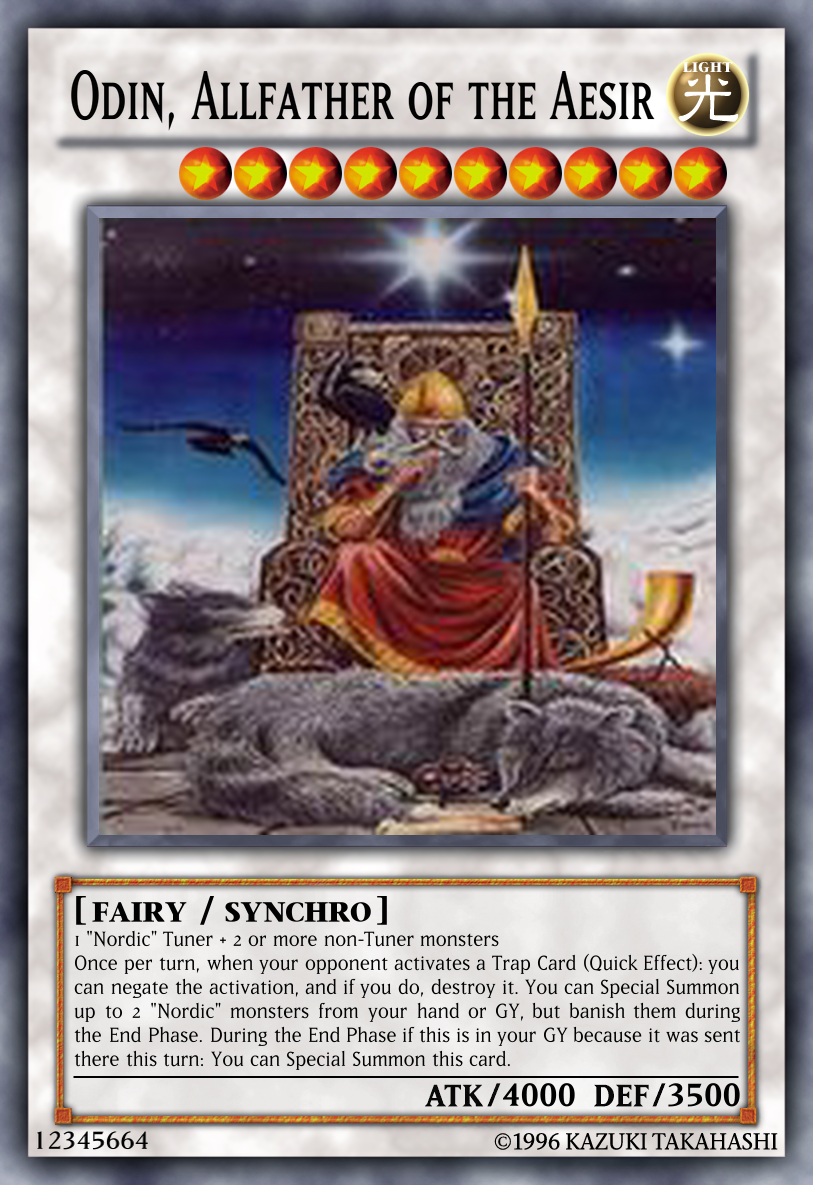 Odin, Allfather of the Aesir
LIGHT
光
[ FAIRY / SYNCHRO ]
1 "Nordic" Tuner + 2 or more non-Tuner monsters
Once per turn, when your opponent activates a Trap Card (Quick Effect): you
can negate the activation, and if you do, destroy it. You can Special Summon
up to 2 "Nordic" monsters from your hand or GY, but banish them during
the End Phase. During the End Phase if this is in your GY because it was sent
there this turn: You can Special Summon this card.
ATK/4000 DEF/3500
12345664
©1996 KAZUKI TAKAHASHI